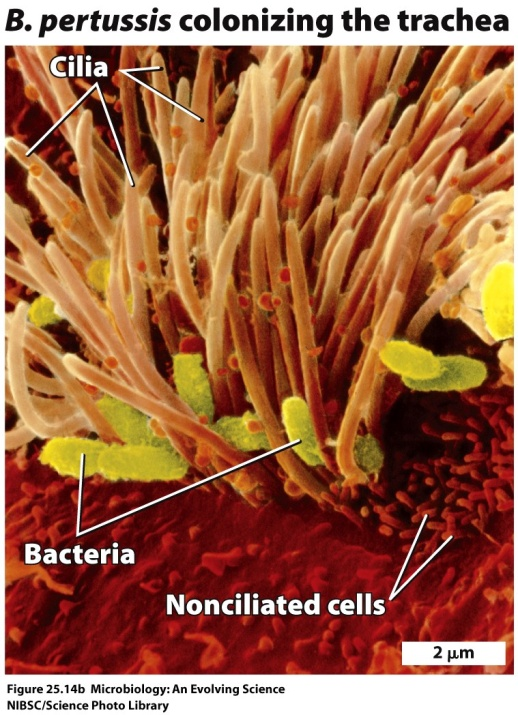 B. pertussis colonizing the trachea
Cilia
Bacteria
Nonciliated cells
2 μm
Figure 25.14b Microbiology: An Evolving Science
NIBSC/Science Photo Library